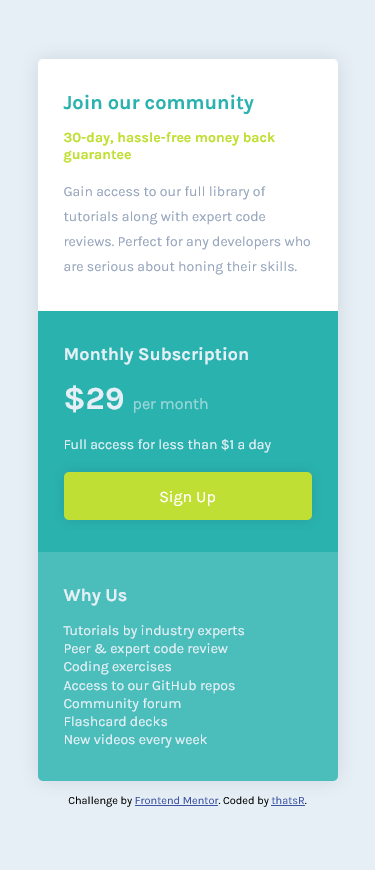 Join our community
30-day, hassle-free money back
guarantee
Gain access to our full library of
tutorials along with expert code
reviews. Perfect for any developers who
are serious about honing their skills.
Monthly Subscription
$29 per month
Full access for less than $1 a day
Sign Up
Why Us
Tutorials by industry experts
Peer & expert code review
Coding exercises
Access to our GitHub repos
Community forum
Flashcard decks
New videos every week
Challenge by Frontend Mentor. Coded by thatsR.